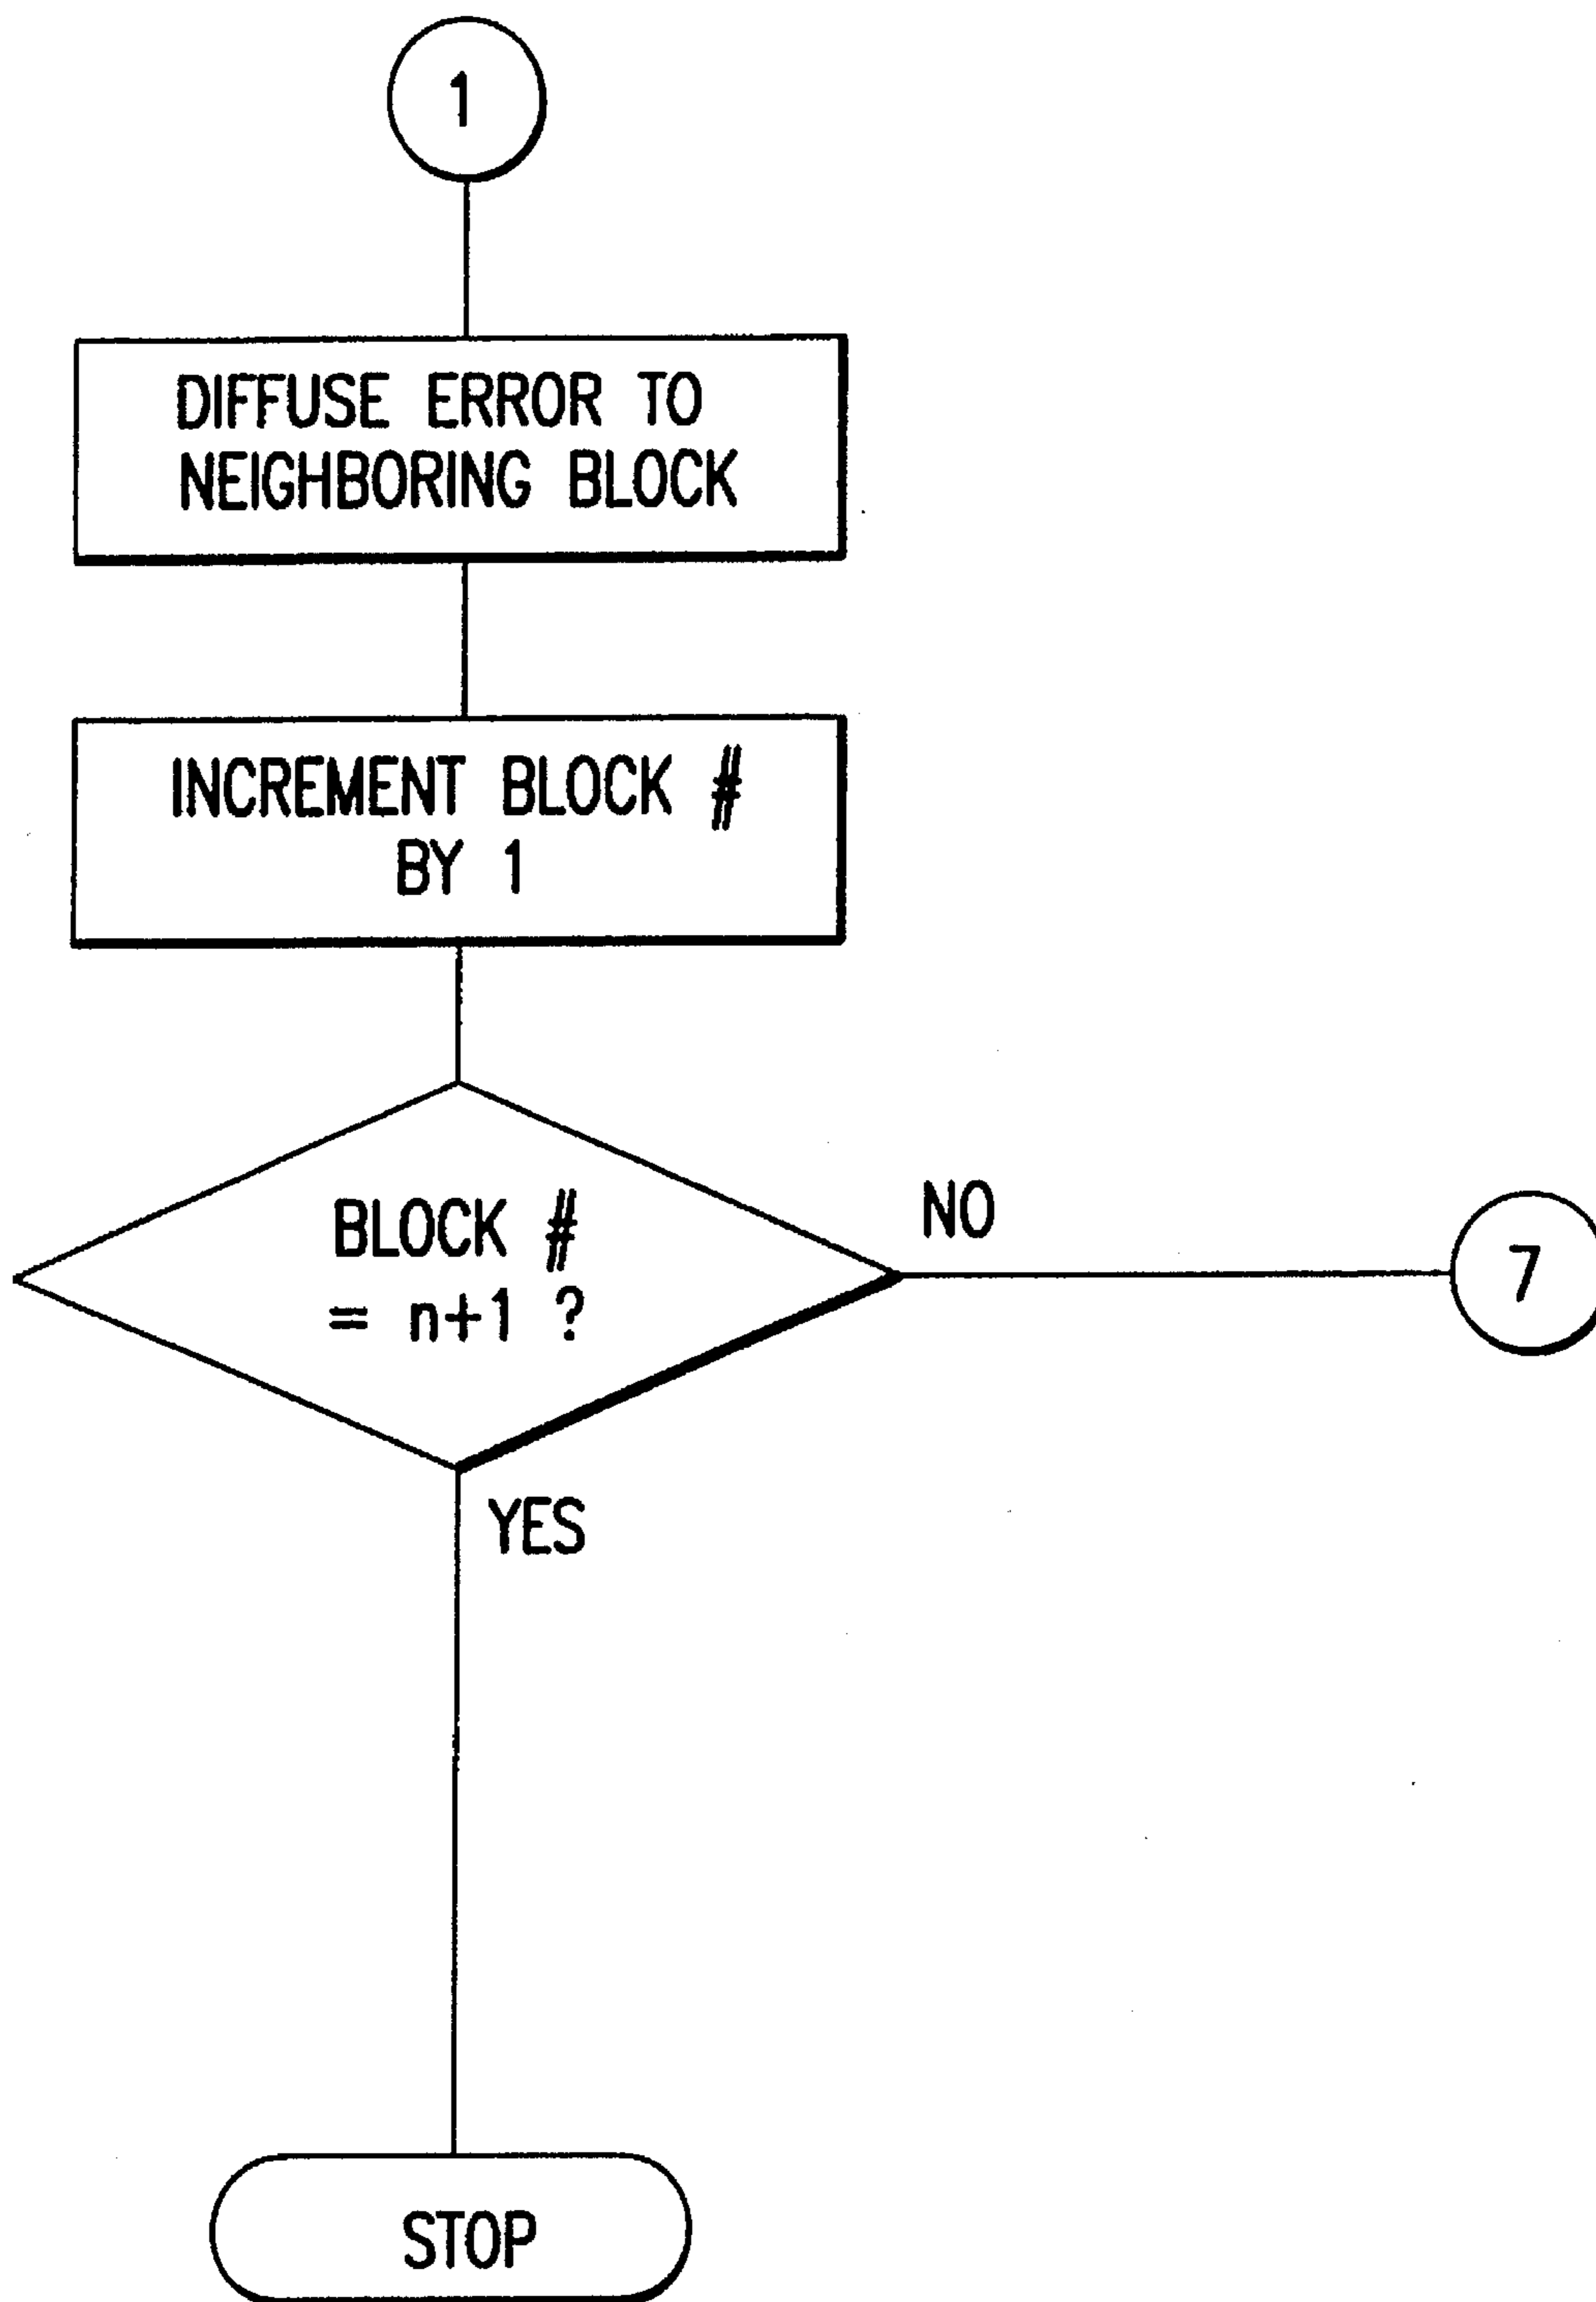 1
DIFFUSE ERROR TO
NEIGHBORING BLOCK
INCREMENT BLOCK #
BY 1
BLOCK #
= n+1 ?
NO
7
YES
STOP